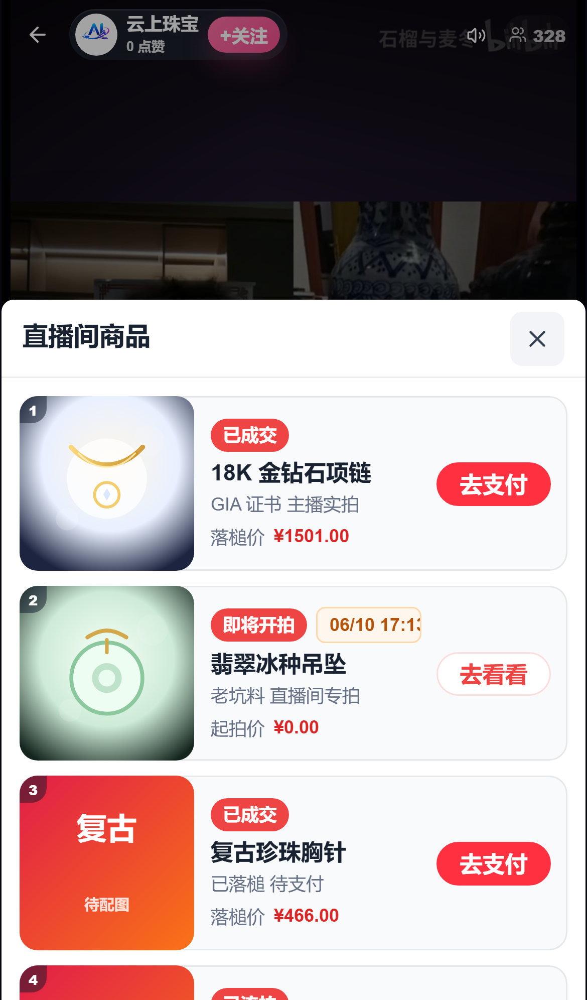 云上珠宝
0 点赞
+关注
石榴与麦冬 bilibili
328
直播间商品
1
已成交
18K 金钻石项链
GIA 证书 主播实拍
落槌价 ¥1501.00
去支付
2
即将开拍
06/10 17:13
翡翠冰种吊坠
老坑料 直播间专拍
起拍价 ¥0.00
去看看
3
复古
待配图
已成交
复古珍珠胸针
已落槌 待支付
落槌价 ¥466.00
去支付
4
已流拍